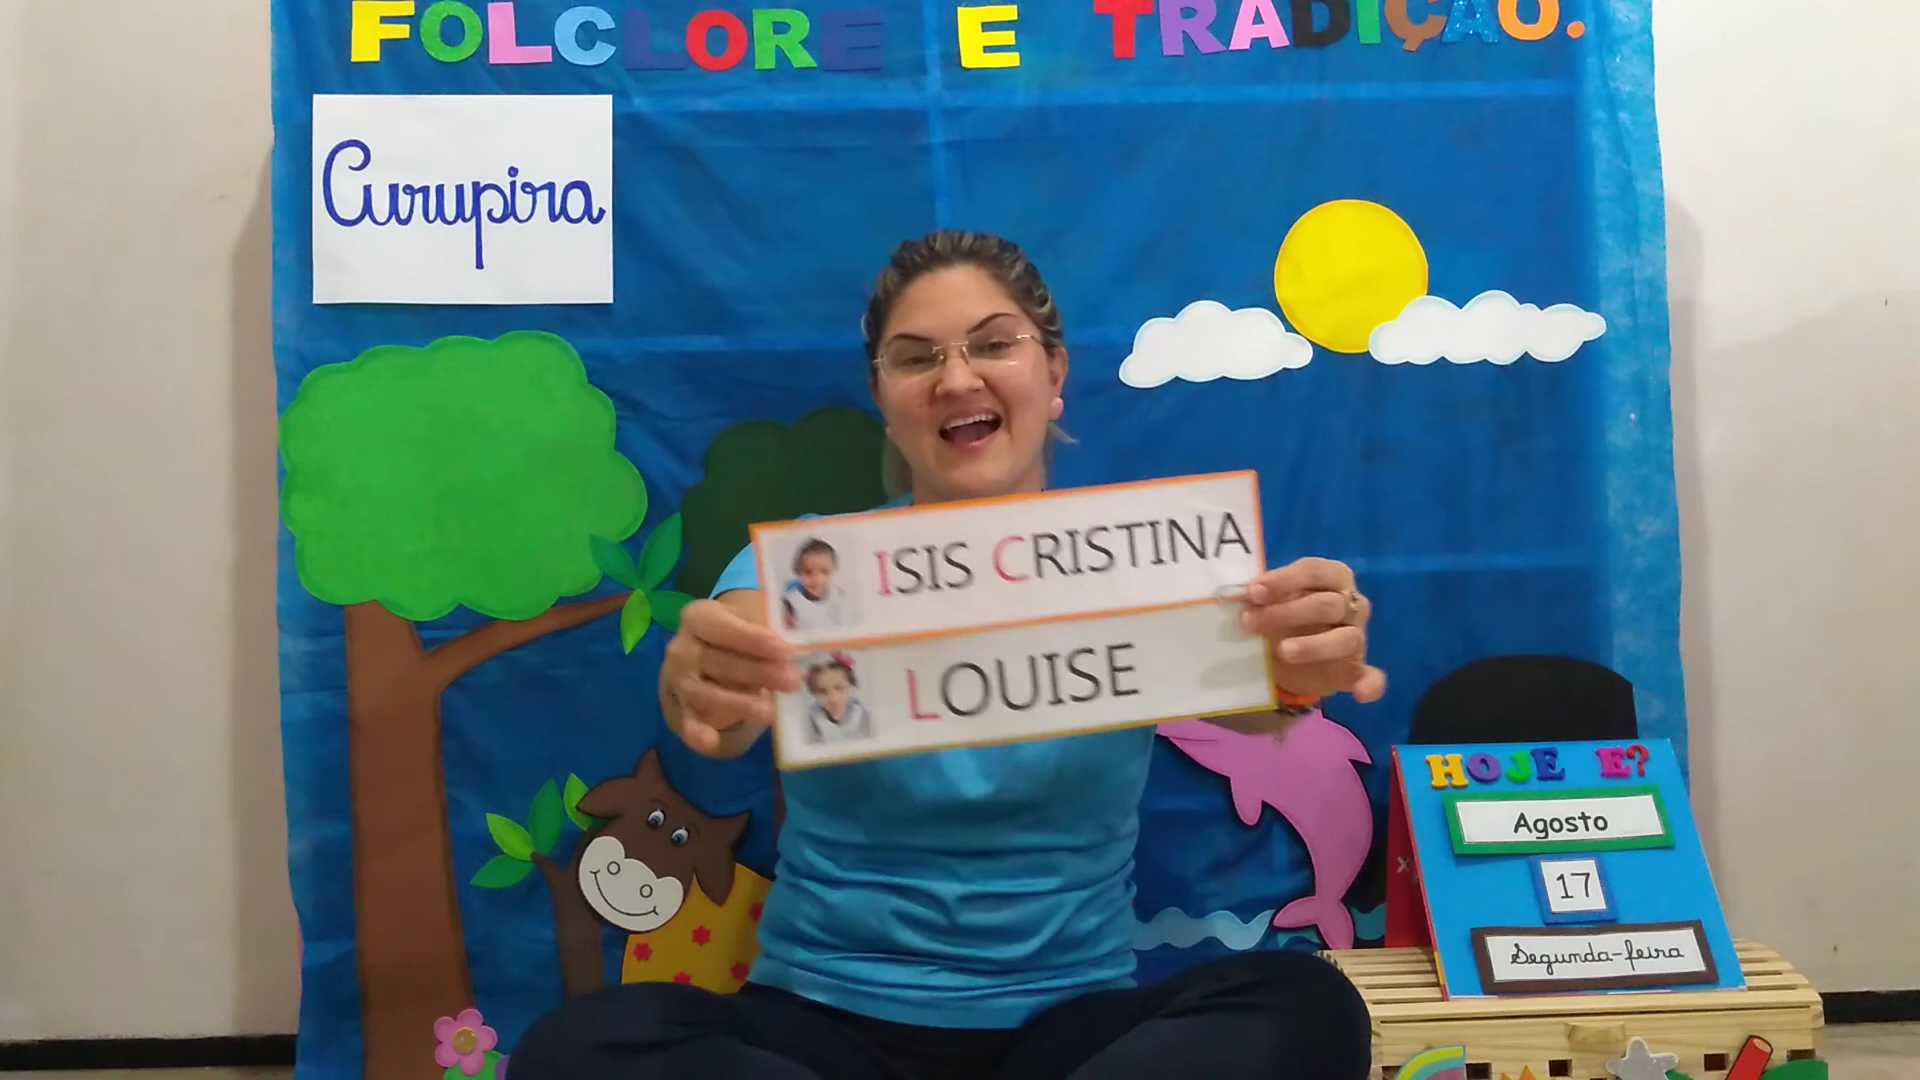 FOLCLORE E TRADIÇÃO.
Curupira
ISIS CRISTINA
LOUISE
HOJE E?
Agosto
17
Segunda-feira